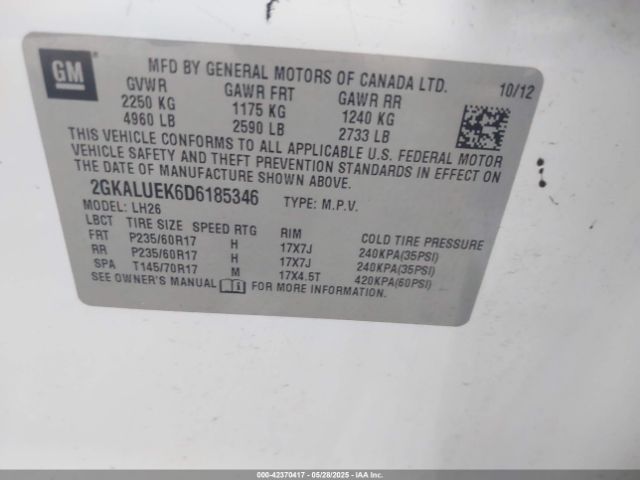 GM
MFD BY GENERAL MOTORS OF CANADA LTD.
10/12
GVWR GAWR FRT GAWR RR
2250 KG 1175 KG 1240 KG
4960 LB 2590 LB 2733 LB
THIS VEHICLE CONFORMS TO ALL APPLICABLE U.S. FEDERAL MOTOR
VEHICLE SAFETY AND THEFT PREVENTION STANDARDS IN EFFECT ON
THE DATE OF MANUFACTURE SHOWN ABOVE.
2GKALUEK6D6185346 TYPE: M.P.V.
MODEL: LH26
LBCT TIRE SIZE SPEED RTG RIM COLD TIRE PRESSURE
FRT P235/60R17 H 17X7J 240KPA(35PSI)
RR P235/60R17 H 17X7J 240KPA(35PSI)
SPA T145/70R17 M 17X4.5T 420KPA(60PSI)
SEE OWNER'S MANUAL FOR MORE INFORMATION.
000-42370417 | 05/28/2025 | IAAI.COM